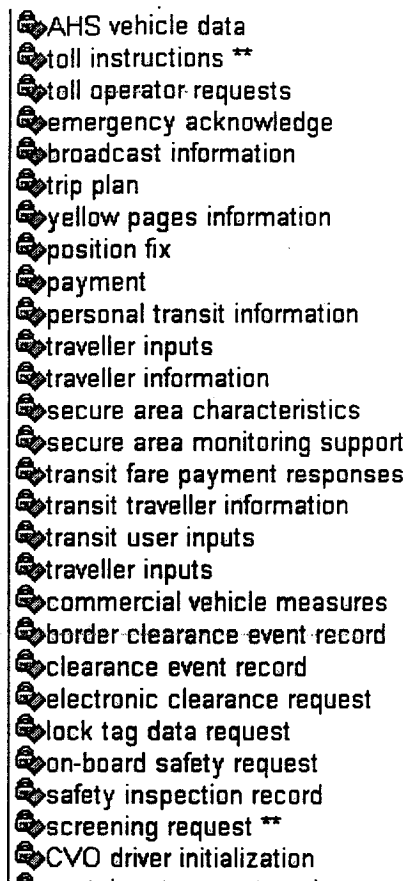 AHS vehicle data
toll instructions **
toll operator requests
emergency acknowledge
broadcast information
trip plan
yellow pages information
position fix
payment
personal transit information
traveller inputs
traveller information
secure area characteristics
secure area monitoring support
transit fare payment responses
transit traveller information
transit user inputs
traveller inputs
commercial vehicle measures
border clearance event record
clearance event record
electronic clearance request
lock tag data request
on-board safety request
safety inspection record
screening request **
CVO driver initialization